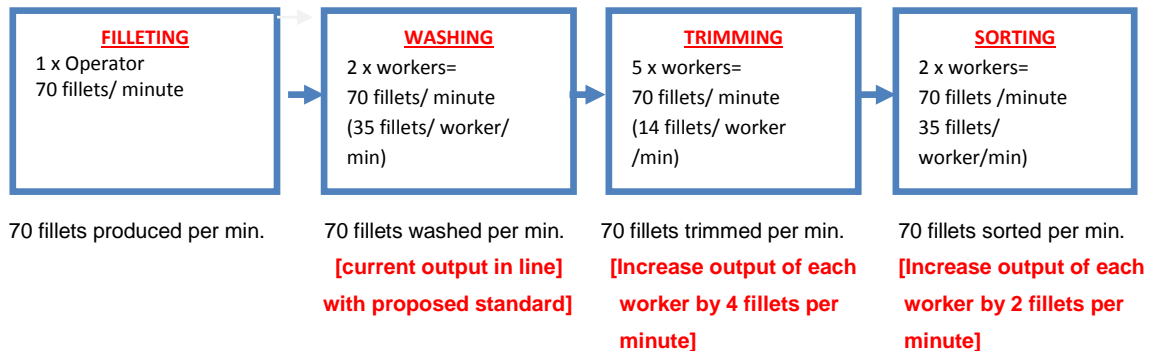 FILLETING
1 x Operator
70 fillets/ minute
WASHING
2 x workers=
70 fillets/ minute
(35 fillets/ worker/
min)
TRIMMING
5 x workers=
70 fillets/ minute
(14 fillets/ worker
/min)
SORTING
2 x workers=
70 fillets /minute
35 fillets/
worker/min)
70 fillets produced per min.
70 fillets washed per min.
[current output in line]
with proposed standard]
70 fillets trimmed per min.
[Increase output of each
worker by 4 fillets per
minute]
70 fillets sorted per min.
[Increase output of each
worker by 2 fillets per
minute]